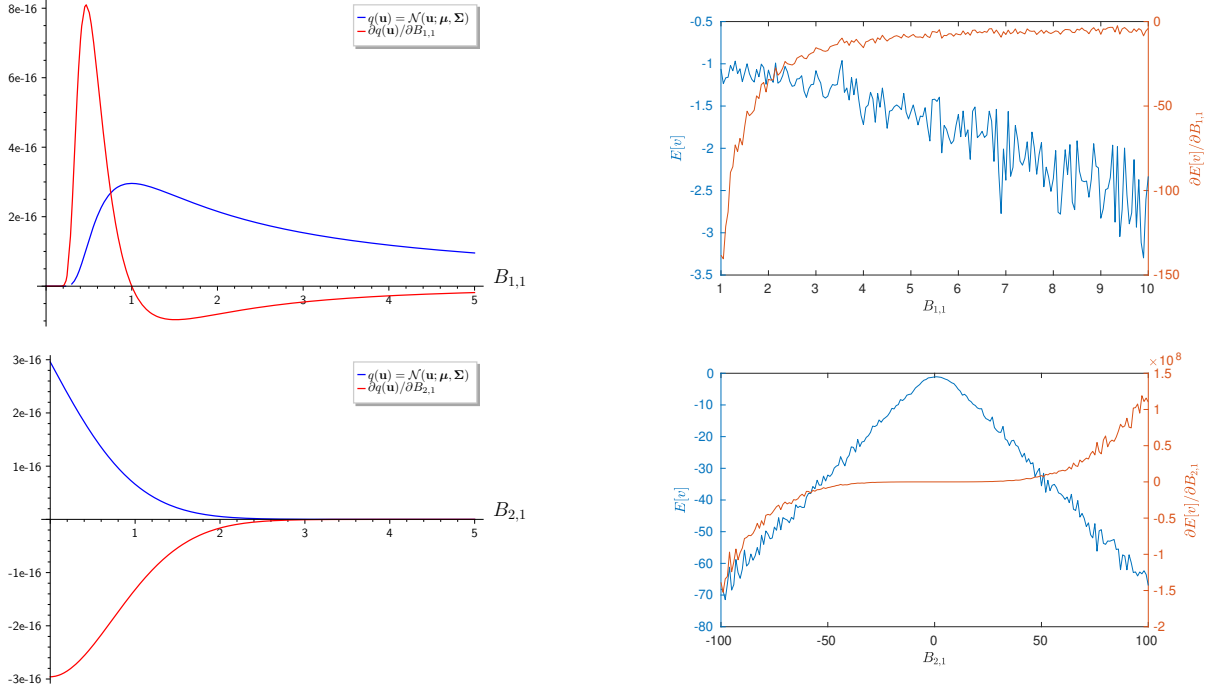 8e-16
6e-16
4e-16
2e-16
1
2
3
4
5
B₁,₁
q(u) = 𝒩(u; μ, Σ)
∂q(u)/∂B₁,₁
-1
-1.5
-2
-2.5
-3
-3.5
E[v]
1
2
3
4
5
6
7
8
9
10
B₁,₁
0
-50
-100
-150
∂E[v]/∂B₁,₁
3e-16
2e-16
1e-16
-1e-16
-2e-16
-3e-16
1
2
3
4
5
B₂,₁
q(u) = 𝒩(u; μ, Σ)
∂q(u)/∂B₂,₁
0
-10
-20
-30
-40
-50
-60
-70
-80
E[v]
-100
-50
0
50
100
B₂,₁
×10⁸
1.5
1
0.5
0
-0.5
-1
-1.5
-2
∂E[v]/∂B₂,₁